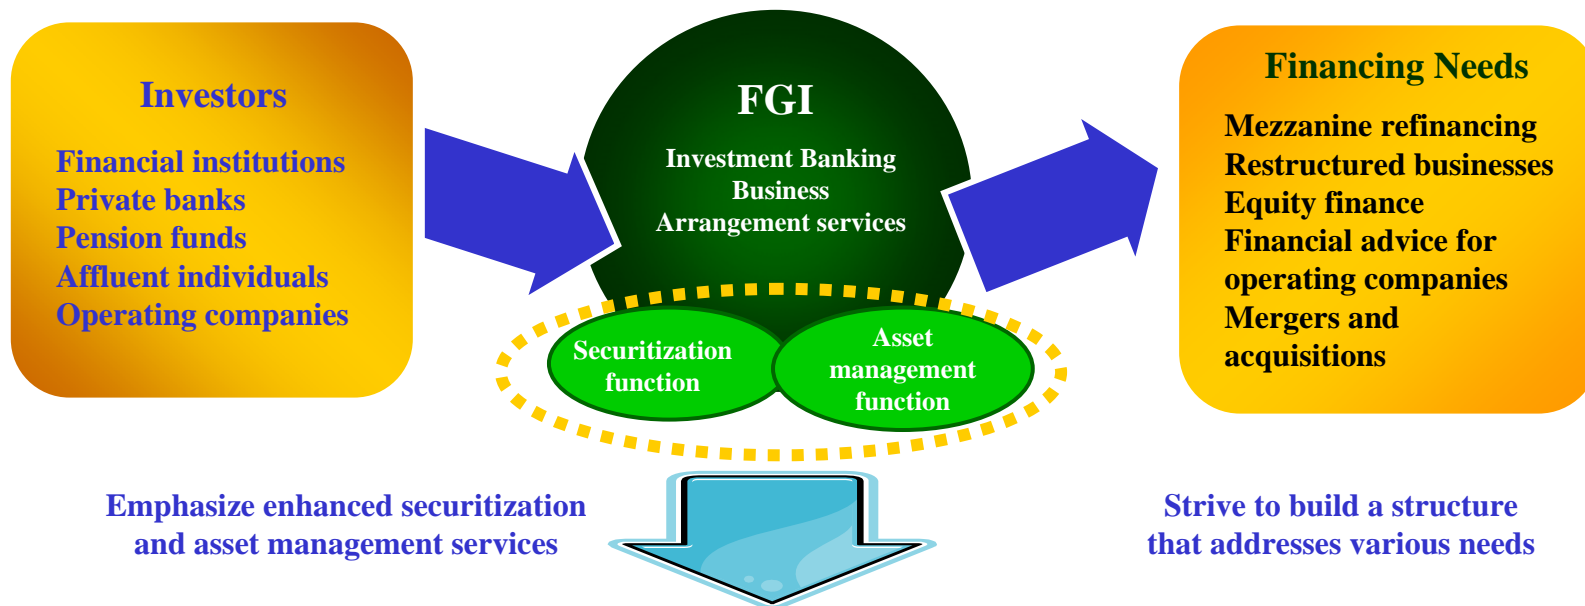 Investors
Financial institutions
Private banks
Pension funds
Affluent individuals
Operating companies
FGI
Investment Banking
Business
Arrangement services
Securitization
function
Asset
management
function
Financing Needs
Mezzanine refinancing
Restructured businesses
Equity finance
Financial advice for
operating companies
Mergers and
acquisitions
Emphasize enhanced securitization
and asset management services
Strive to build a structure
that addresses various needs